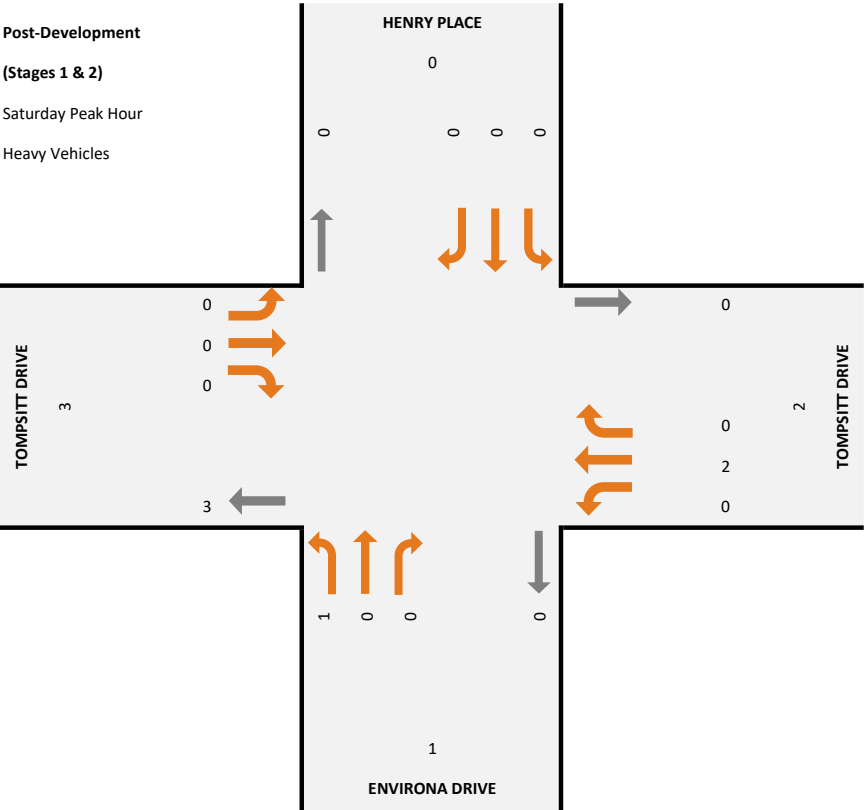 Post-Development
(Stages 1 & 2)
Saturday Peak Hour
Heavy Vehicles
HENRY PLACE
0
0 0 0 0
0
0
0
0
0
2
0
3
TOMPSITT DRIVE
3
2
TOMPSITT DRIVE
3
1 0 0 0
1
ENVIRONA DRIVE